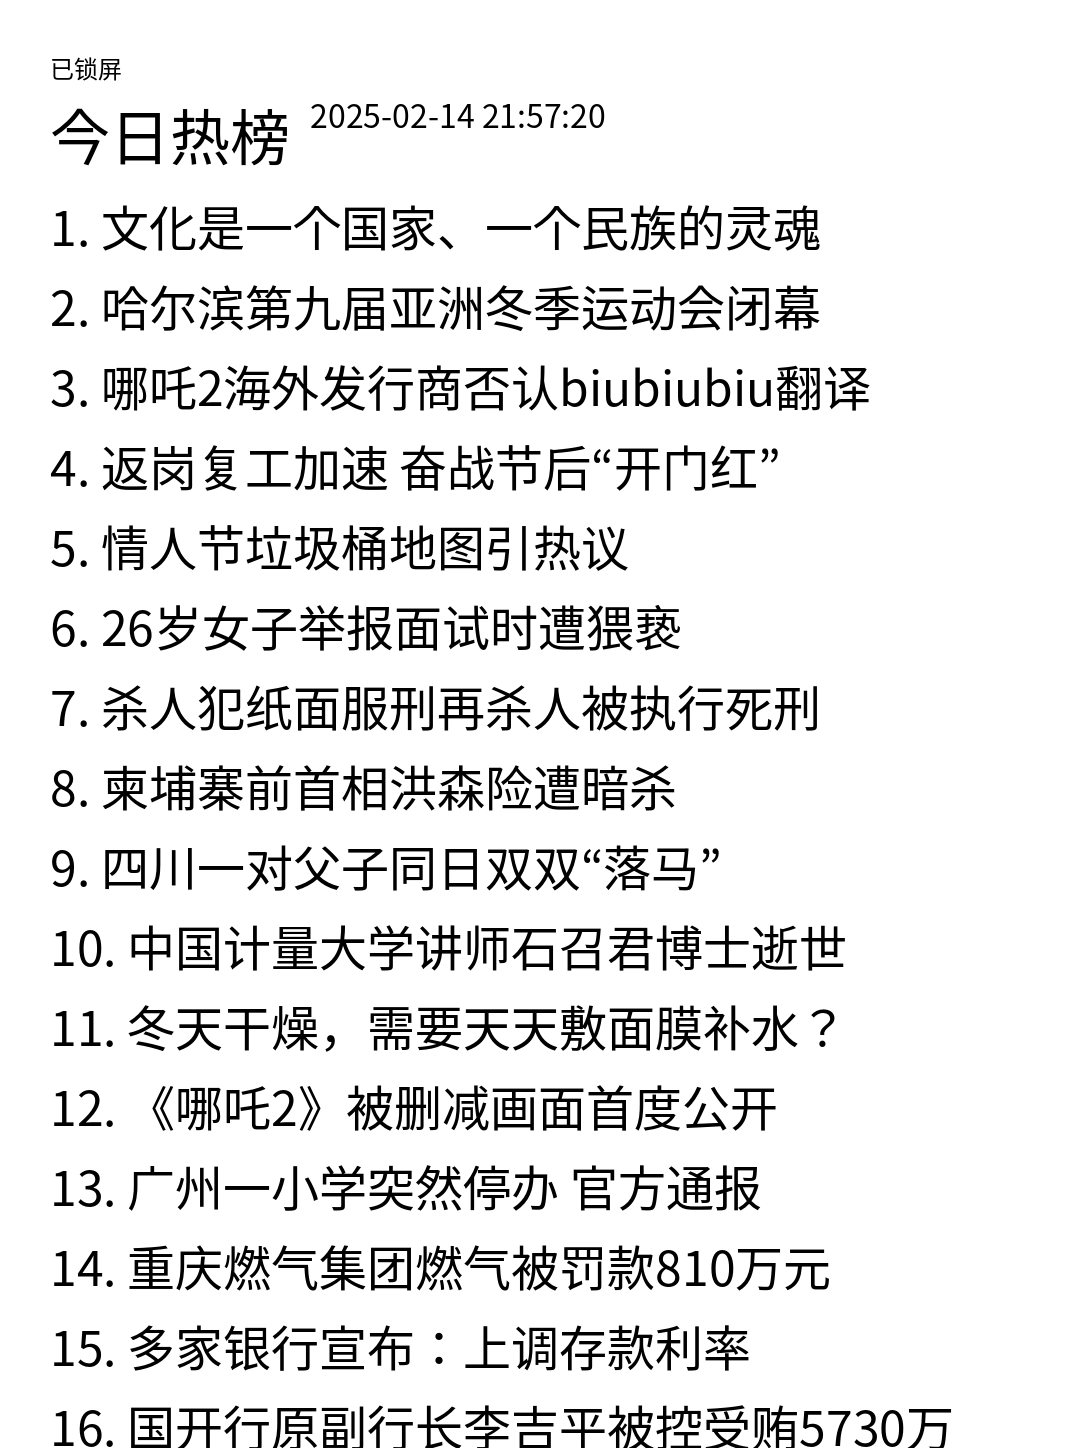 已锁屏
今日热榜 2025-02-14 21:57:20
1. 文化是一个国家、一个民族的灵魂
2. 哈尔滨第九届亚洲冬季运动会闭幕
3. 哪吒2海外发行商否认biubiubiu翻译
4. 返岗复工加速 奋战节后“开门红”
5. 情人节垃圾桶地图引热议
6. 26岁女子举报面试时遭猥亵
7. 杀人犯纸面服刑再杀人被执行死刑
8. 柬埔寨前首相洪森险遭暗杀
9. 四川一对父子同日双双“落马”
10. 中国计量大学讲师石召君博士逝世
11. 冬天干燥，需要天天敷面膜补水？
12. 《哪吒2》被删减画面首度公开
13. 广州一小学突然停办 官方通报
14. 重庆燃气集团燃气被罚款810万元
15. 多家银行宣布：上调存款利率
16. 国开行原副行长李吉平被控受贿5730万